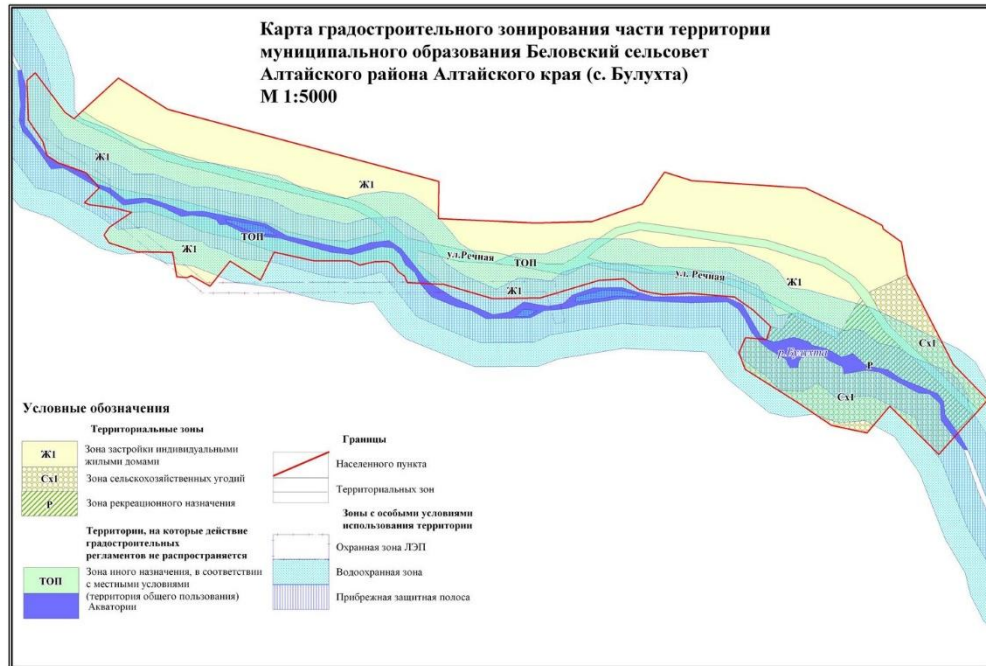 Карта градостроительного зонирования части территории
муниципального образования Беловский сельсовет
Алтайского района Алтайского края (с. Булухта)
М 1:5000
Ж1
Ж1
ТОП
Ж1
ул.Речная
ТОП
Ж1
ул. Речная
Ж1
р.Булухта
Р
Сх1
Сх1
Условные обозначения
Территориальные зоны
Ж1
Зона застройки индивидуальными
жилыми домами
Сх1
Зона сельскохозяйственных угодий
Р
Зона рекреационного назначения
Территории, на которые действие
градостроительных
регламентов не распространяется
ТОП
Зона иного назначения, в соответствии
с местными условиями
(территория общего пользования)
Акватории
Границы
Населенного пункта
Территориальных зон
Зоны с особыми условиями
использования территории
Охранная зона ЛЭП
Водоохранная зона
Прибрежная защитная полоса